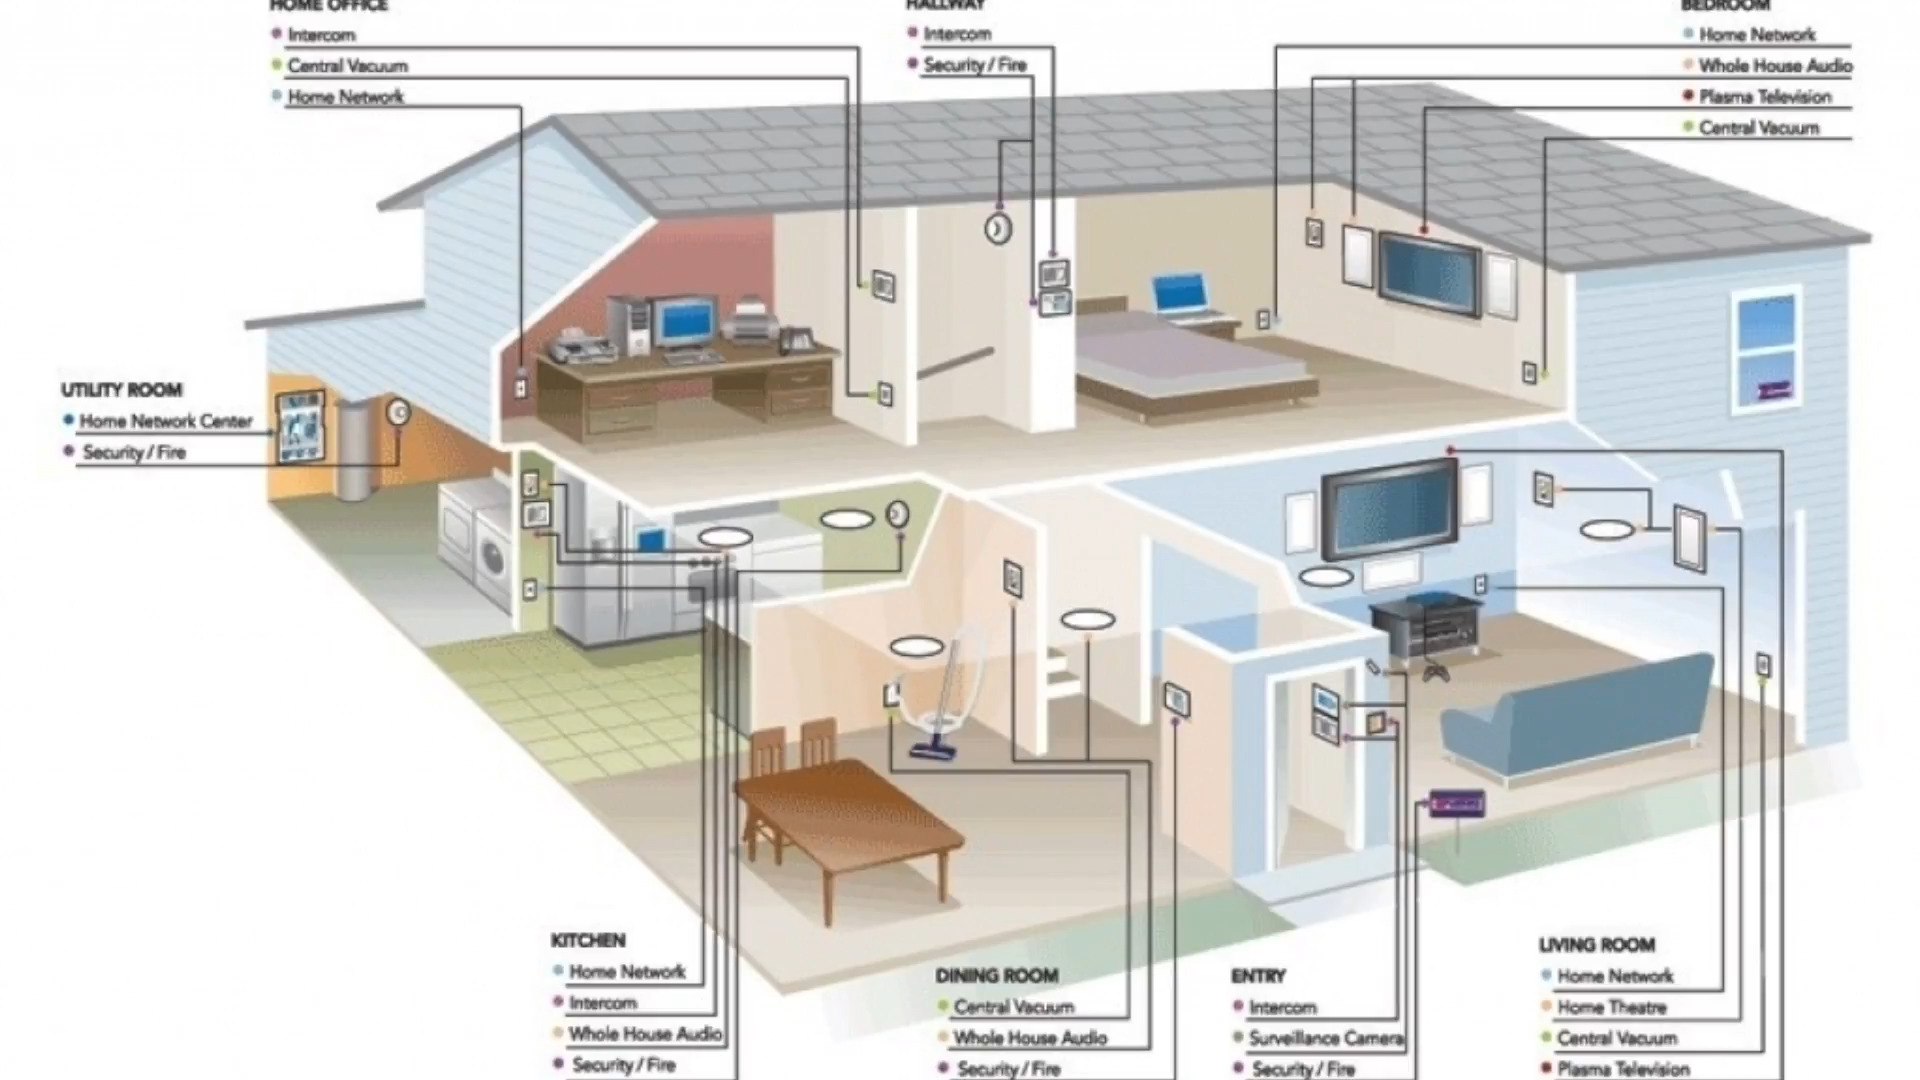 HOME OFFICE
Intercom
Central Vacuum
Home Network
HALLWAY
Intercom
Security / Fire
BEDROOM
Home Network
Whole House Audio
Plasma Television
Central Vacuum
UTILITY ROOM
Home Network Center
Security / Fire
KITCHEN
Home Network
Intercom
Whole House Audio
Security / Fire
DINING ROOM
Central Vacuum
Whole House Audio
Security / Fire
ENTRY
Intercom
Surveillance Camera
Security / Fire
LIVING ROOM
Home Network
Home Theatre
Central Vacuum
Plasma Television